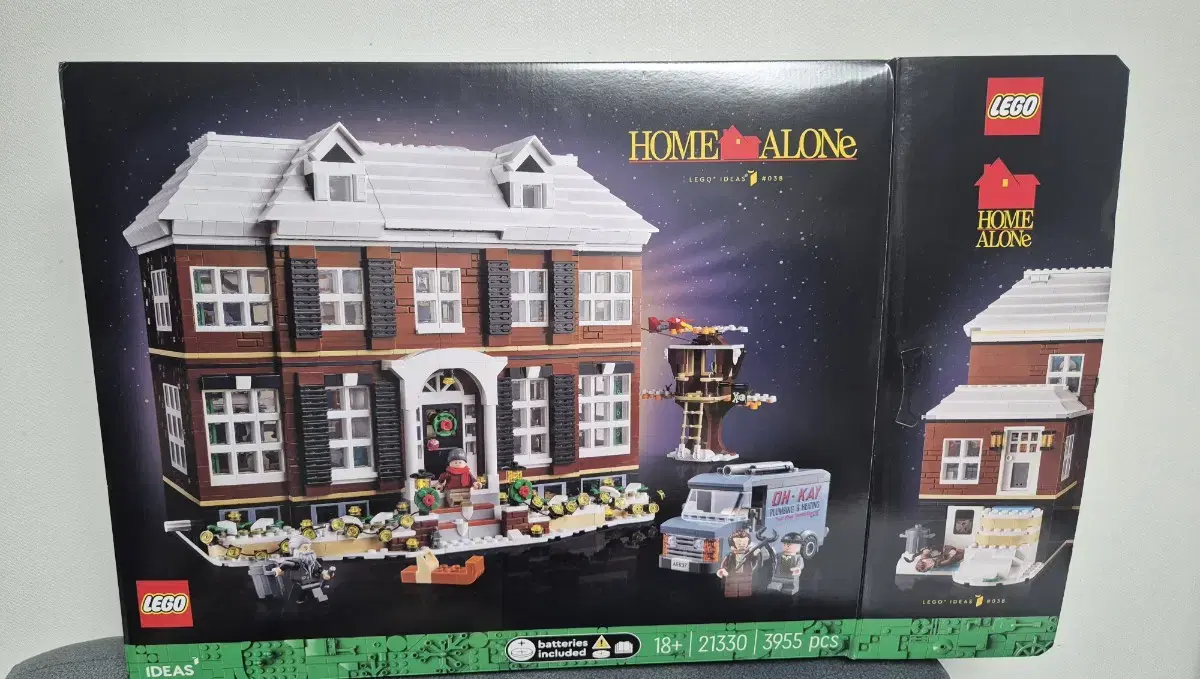 HOME ALONe
LEGO® IDEAS #038
OH-KAY
PLUMBING & HEATING
LEGO
IDEAS
batteries
included
18+
21330
3955 pcs
LEGO
HOME
ALONe
LEGO® IDEAS #038